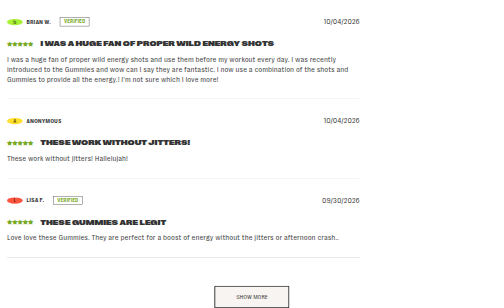 BRIAN W. VERIFIED 10/04/2026
I WAS A HUGE FAN OF PROPER WILD ENERGY SHOTS
I was a huge fan of proper wild energy shots and use them before my workout every day. I was recently
introduced to the Gummies and wow can I say they are fantastic. I now use a combination of the shots and
Gummies to provide all the energy.! I'm not sure which I love more!
A ANONYMOUS 10/04/2026
THESE WORK WITHOUT JITTERS!
These work without jitters! Hallelujah!
L LISA F. VERIFIED 09/30/2026
THESE GUMMIES ARE LEGIT
Love love these Gummies. They are perfect for a boost of energy without the jitters or afternoon crash..
SHOW MORE